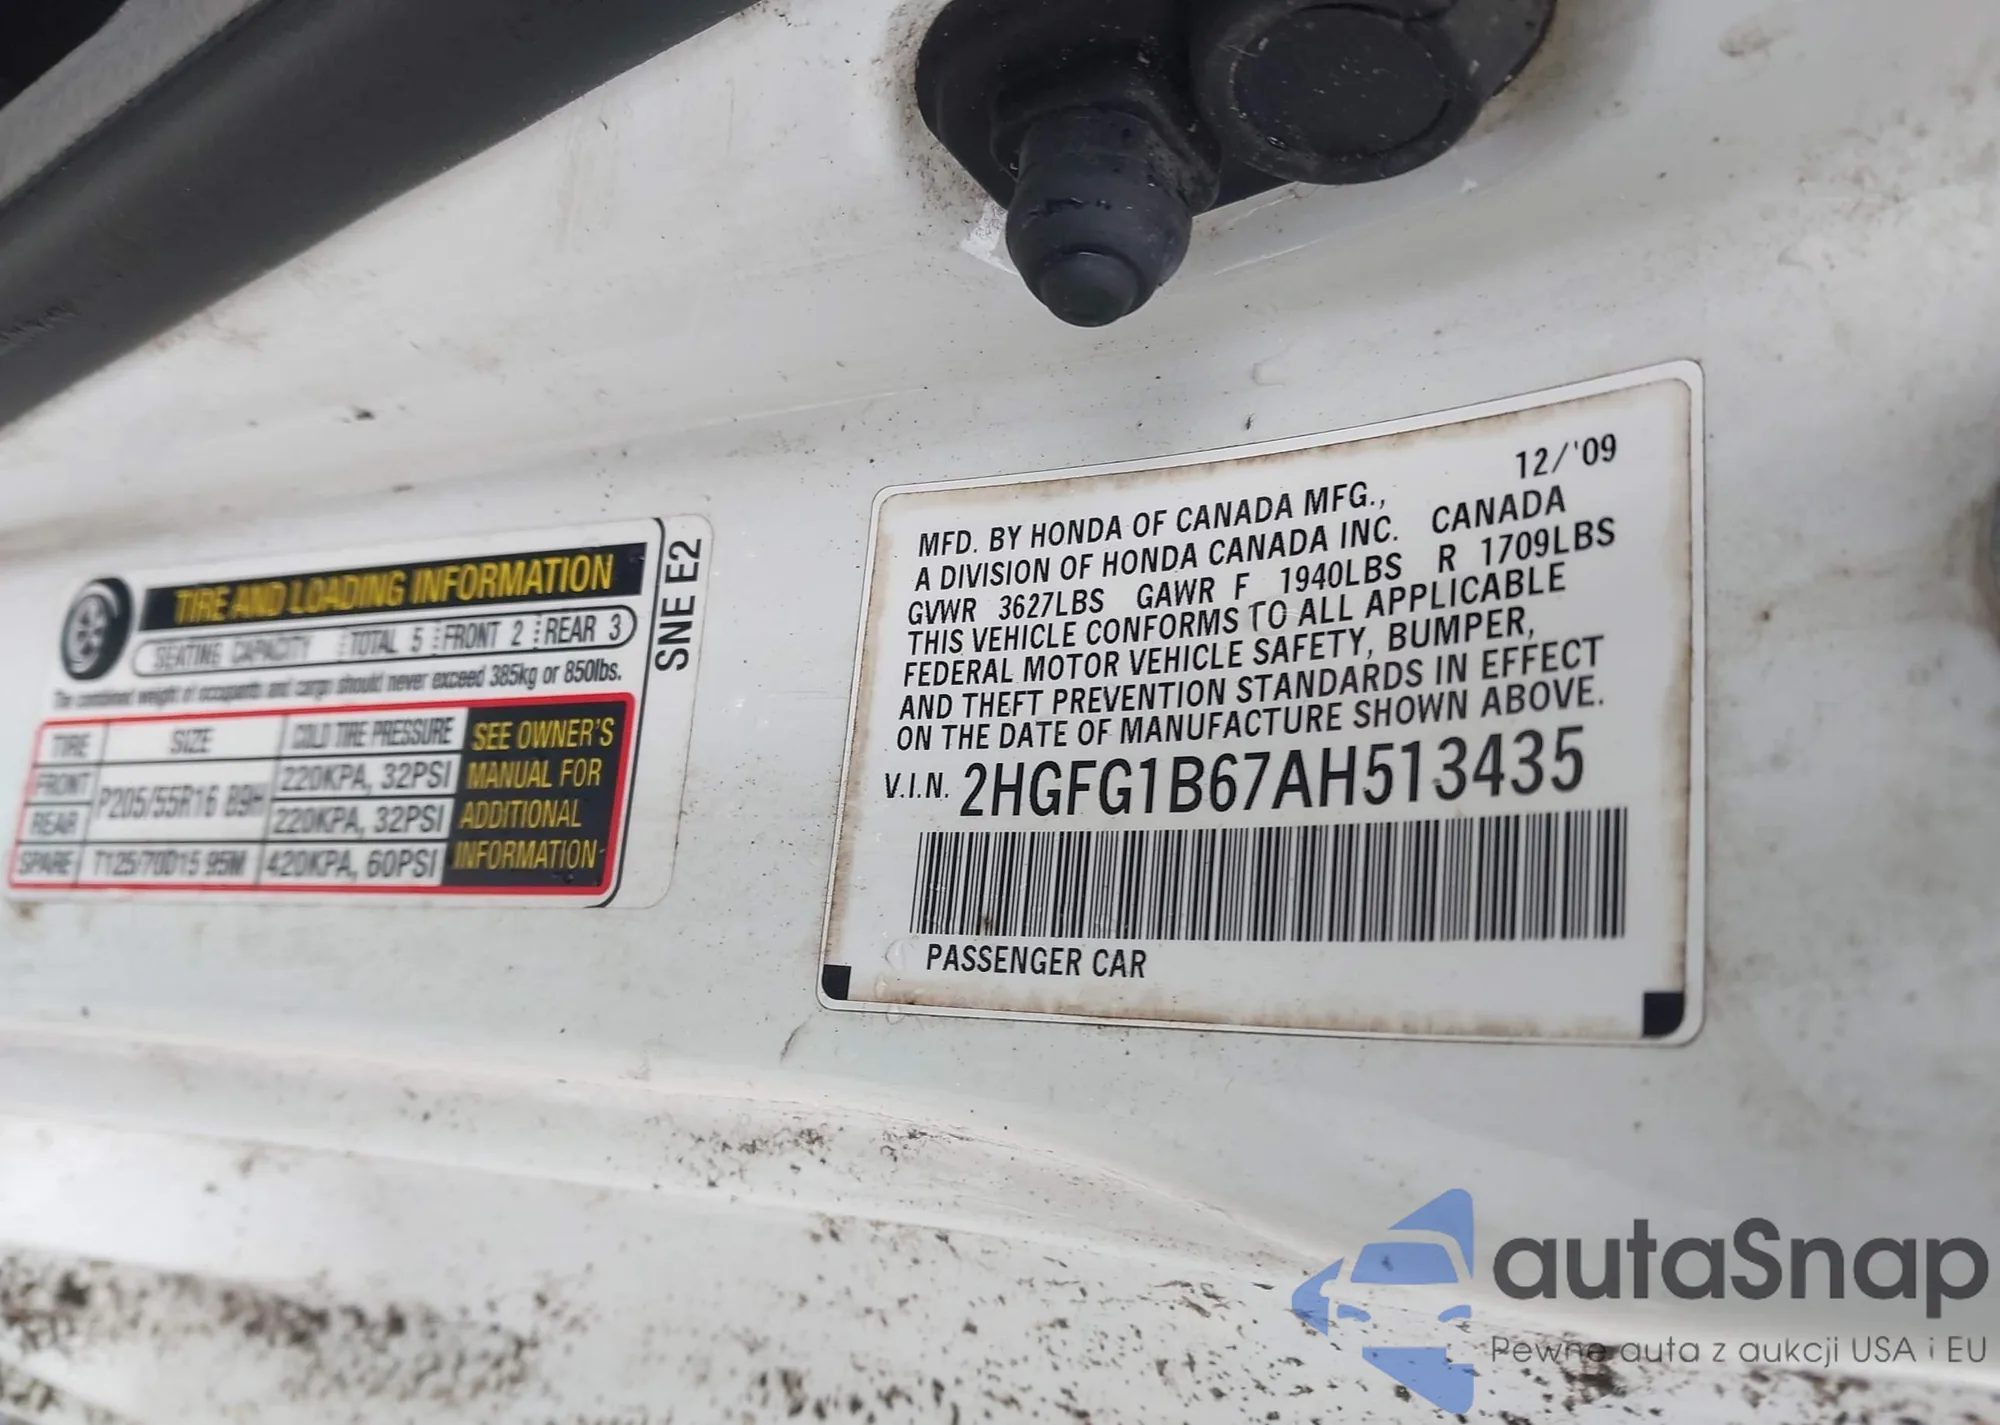 TIRE AND LOADING INFORMATION
SEATING CAPACITY TOTAL 5 FRONT 2 REAR 3
The combined weight of occupants and cargo should never exceed 385kg or 850lbs.
TIRE SIZE COLD TIRE PRESSURE SEE OWNER'S
FRONT P205/55R16 89H 220KPA, 32PSI MANUAL FOR
REAR 220KPA, 32PSI ADDITIONAL
SPARE T125/70D15 95M 420KPA, 60PSI INFORMATION
SNE E2
12/'09
MFD. BY HONDA OF CANADA MFG.,
A DIVISION OF HONDA CANADA INC. CANADA
GVWR 3627LBS GAWR F 1940LBS R 1709LBS
THIS VEHICLE CONFORMS TO ALL APPLICABLE
FEDERAL MOTOR VEHICLE SAFETY, BUMPER,
AND THEFT PREVENTION STANDARDS IN EFFECT
ON THE DATE OF MANUFACTURE SHOWN ABOVE.
V.I.N. 2HGFG1B67AH513435
PASSENGER CAR
autaSnap
Pewne auta z aukcji USA i EU